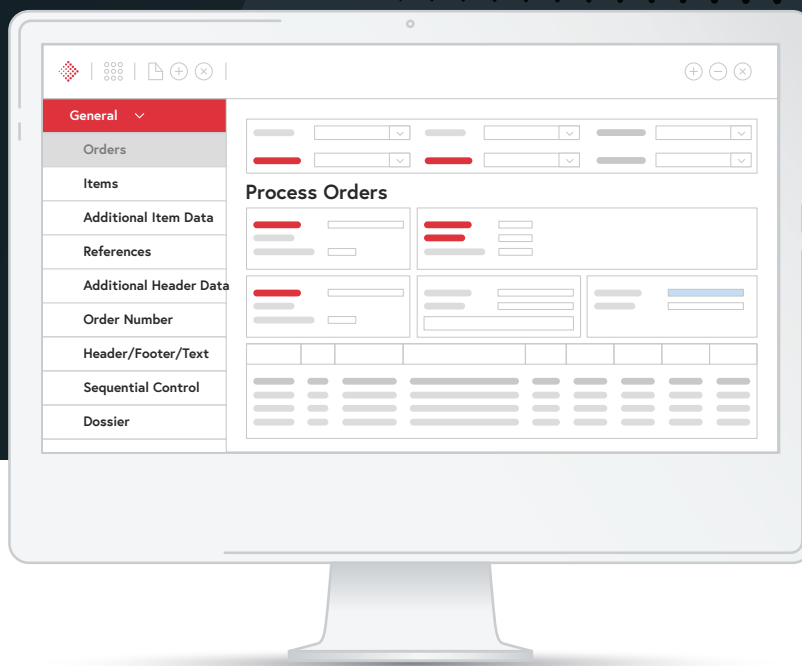 General
Orders
Items
Additional Item Data
References
Additional Header Data
Order Number
Header/Footer/Text
Sequential Control
Dossier
Process Orders